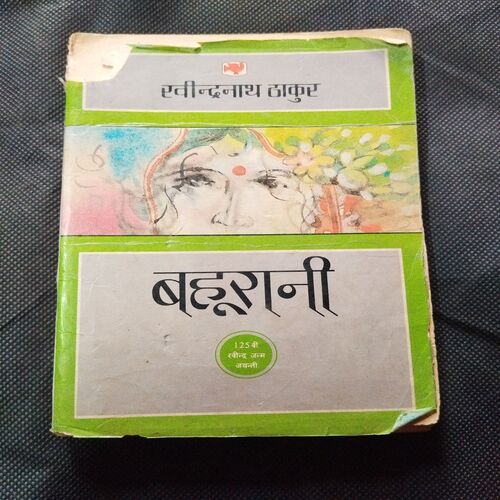 रवीन्द्रनाथ ठाकुर
बहूरानी
125 वीं
रवीन्द्र जन्म
जयन्ती